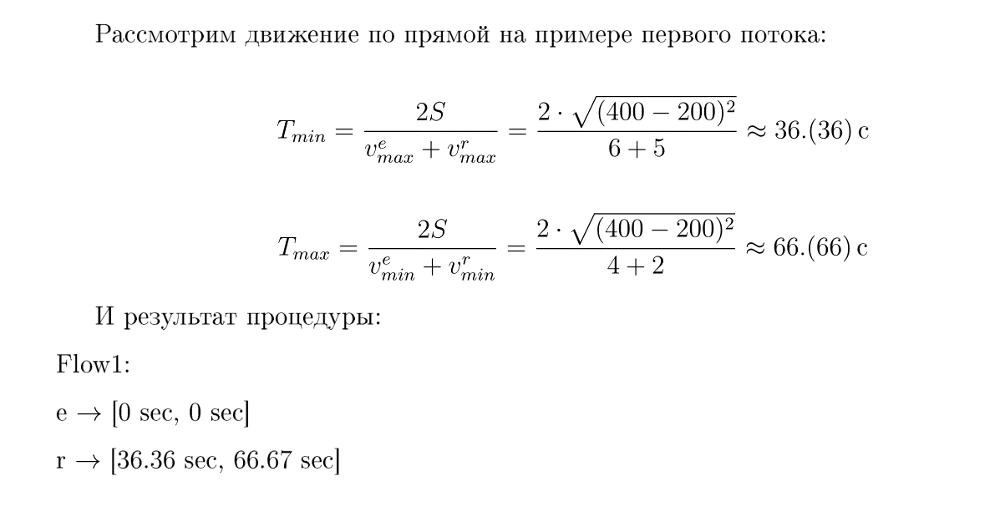 Рассмотрим движение по прямой на примере первого потока:
T_{min} = \frac{2S}{v^e_{max} + v^r_{max}} = \frac{2 \cdot \sqrt{(400 - 200)^2}}{6 + 5} \approx 36.(36) с
T_{max} = \frac{2S}{v^e_{min} + v^r_{min}} = \frac{2 \cdot \sqrt{(400 - 200)^2}}{4 + 2} \approx 66.(66) с
И результат процедуры:
Flow1:
e → [0 sec, 0 sec]
r → [36.36 sec, 66.67 sec]